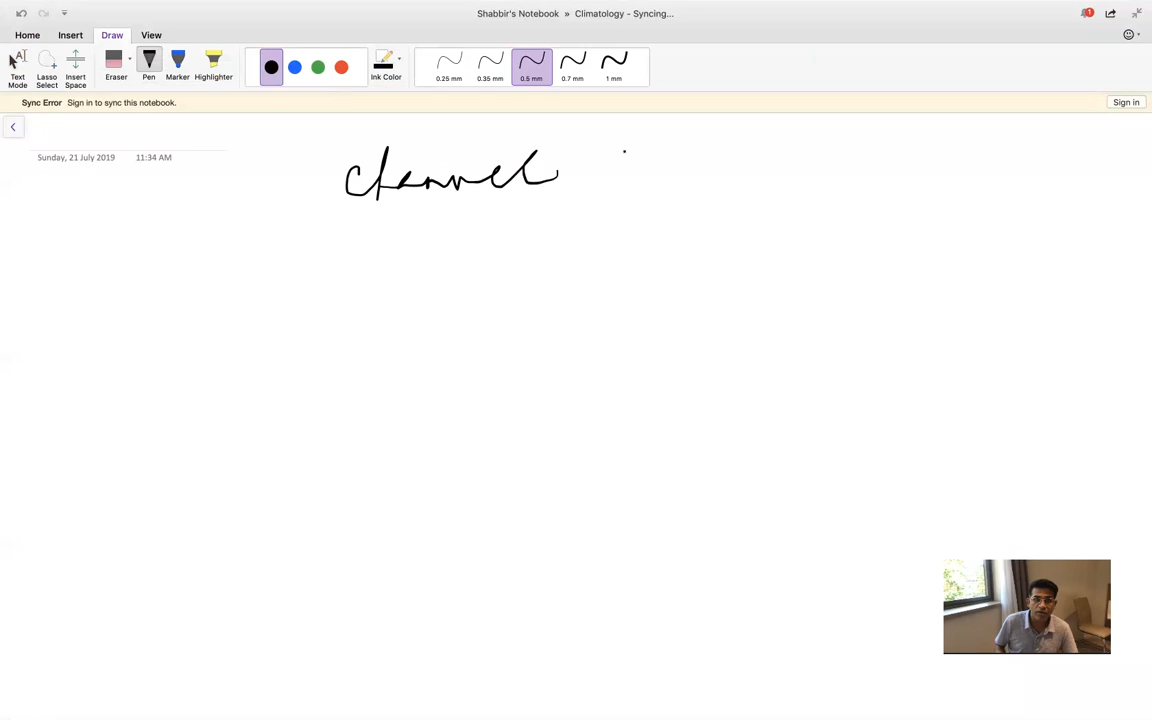 Shabbir's Notebook » Climatology - Syncing...
1
Home Insert Draw View
Text Mode
Lasso Select
Insert Space
Eraser
Pen
Marker
Highlighter
Ink Color
0.25 mm
0.35 mm
0.5 mm
0.7 mm
1 mm
Sync Error Sign in to sync this notebook.
Sign in
Sunday, 21 July 2019 11:34 AM
channel